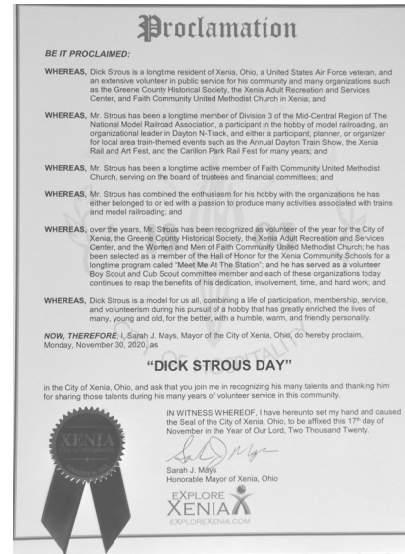 Proclamation
BE IT PROCLAIMED:
WHEREAS, Dick Strous is a longtime resident of Xenia, Ohio, a United States Air Force veteran, and
an extensive volunteer in public service for his community and many organizations such
as the Greene County Historical Society, the Xenia Adult Recreation and Services
Center, and Faith Community United Methodist Church in Xenia; and
WHEREAS, Mr. Strous has been a longtime member of Division 3 of the Mid-Central Region of The
National Model Railroad Association, a participant in the hobby of model railroading, an
organizational leader in Dayton N-Track, and either a participant, planner, or organizer
for local area train-themed events such as the Annual Dayton Train Show, the Xenia
Rail and Art Fest, and the Carillon Park Rail Fest for many years; and
WHEREAS, Mr. Strous has been a longtime active member of Faith Community United Methodist
Church, serving on the board of trustees and financial committees; and
WHEREAS, Mr. Strous has combined the enthusiasm for his hobby with the organizations he has
either belonged to or led with a passion to produce many activities associated with trains
and model railroading; and
WHEREAS, over the years, Mr. Strous has been recognized as volunteer of the year for the City of
Xenia, the Greene County Historical Society, the Xenia Adult Recreation and Services
Center, and the Women and Men of Faith Community United Methodist Church; he has
been selected as a member of the Hall of Honor for the Xenia Community Schools for a
longtime program called "Meet Me At The Station"; and he has served as a volunteer
Boy Scout and Cub Scout committee member and each of these organizations today
continues to reap the benefits of his dedication, involvement, time, and hard work; and
WHEREAS, Dick Strous is a model for us all, combining a life of participation, membership, service,
and volunteerism during his pursuit of a hobby that has greatly enriched the lives of
many, young and old, for the better, with a humble, warm, and friendly personality.
NOW, THEREFORE, I, Sarah J. Mays, Mayor of the City of Xenia, Ohio, do hereby proclaim,
Monday, November 30, 2020, as
"DICK STROUS DAY"
in the City of Xenia, Ohio, and ask that you join me in recognizing his many talents and thanking him
for sharing those talents during his many years of volunteer service in this community.
IN WITNESS WHEREOF, I have hereunto set my hand and caused
the Seal of the City of Xenia, Ohio, to be affixed this 17th day of
November in the Year of Our Lord, Two Thousand Twenty.
XENIA
City of Hospitality
Sarah J. Mays
Honorable Mayor of Xenia, Ohio
EXPLORE
XENIA
EXPLOREXENIA.COM